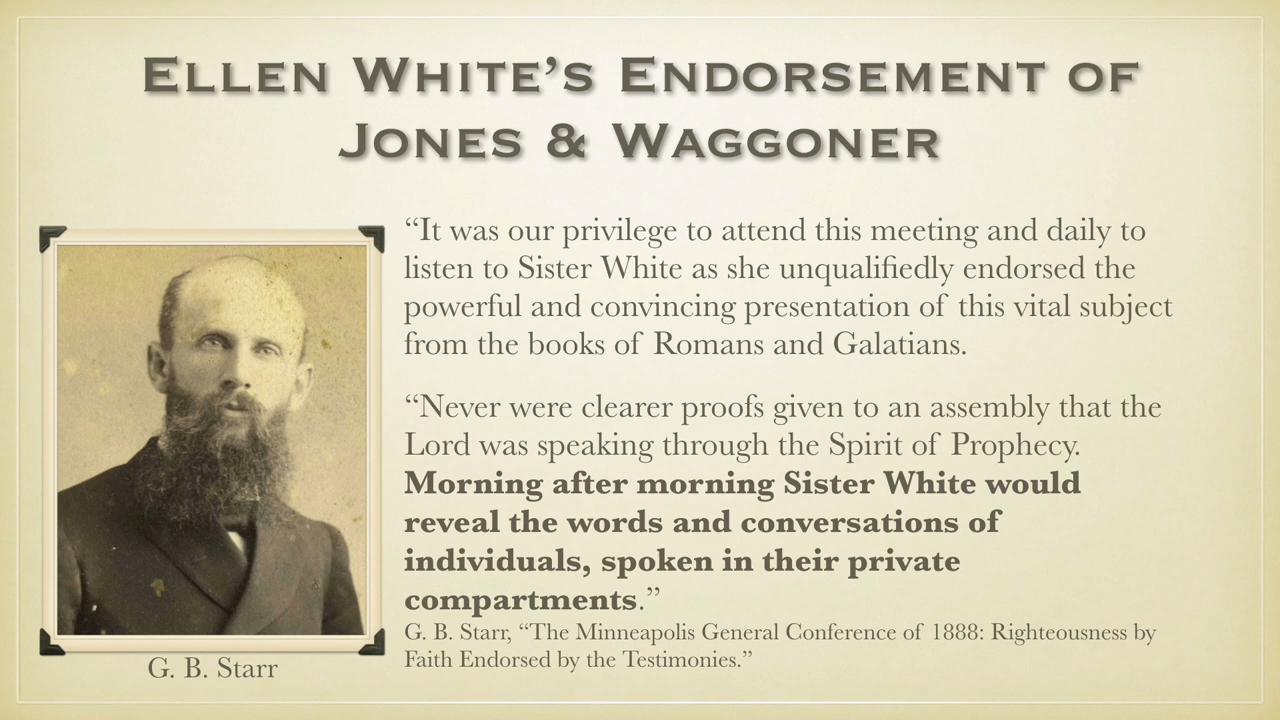 Ellen White’s Endorsement of
Jones & Waggoner
“It was our privilege to attend this meeting and daily to
listen to Sister White as she unqualifiedly endorsed the
powerful and convincing presentation of this vital subject
from the books of Romans and Galatians.
“Never were clearer proofs given to an assembly that the
Lord was speaking through the Spirit of Prophecy.
Morning after morning Sister White would
reveal the words and conversations of
individuals, spoken in their private
compartments.”
G. B. Starr, “The Minneapolis General Conference of 1888: Righteousness by
Faith Endorsed by the Testimonies.”
G. B. Starr